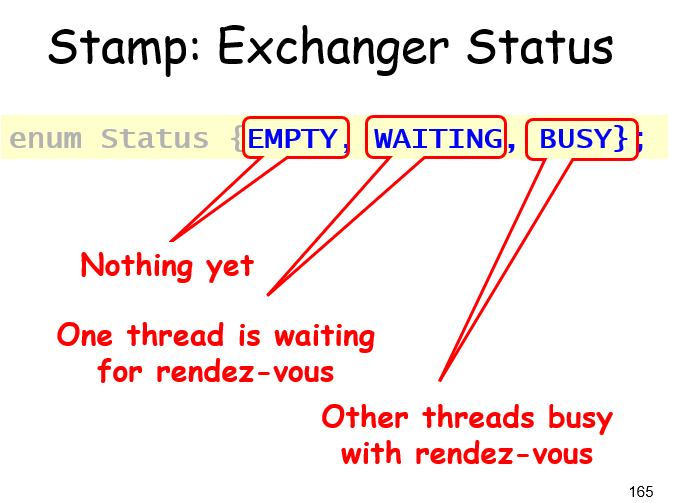 Stamp: Exchanger Status
enum Status {EMPTY, WAITING, BUSY};
Nothing yet
One thread is waiting
for rendez-vous
Other threads busy
with rendez-vous
165